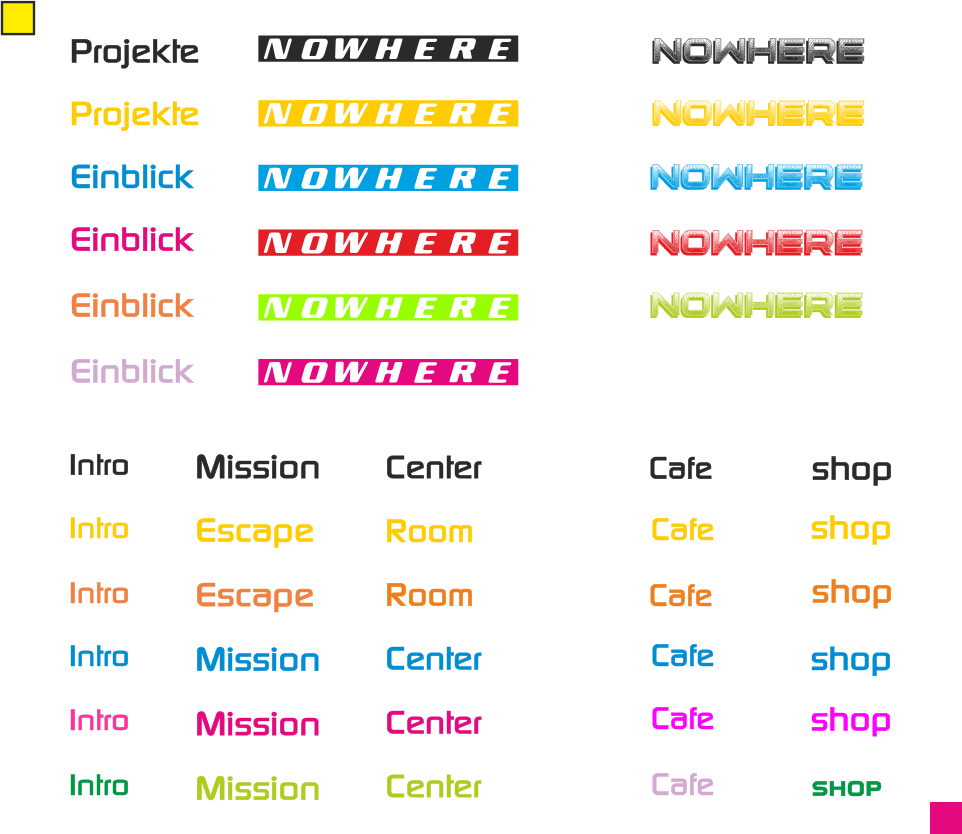 Projekte NOWHERE NOWHERE
Projekte NOWHERE NOWHERE
Einblick NOWHERE NOWHERE
Einblick NOWHERE NOWHERE
Einblick NOWHERE NOWHERE
Einblick NOWHERE
Intro Mission Center Cafe shop
Intro Escape Room Cafe shop
Intro Escape Room Cafe shop
Intro Mission Center Cafe shop
Intro Mission Center Cafe shop
Intro Mission Center Cafe SHOP